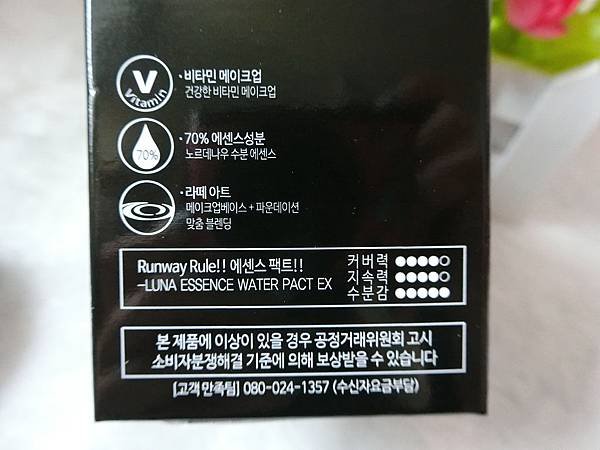 V
Vitamin
· 비타민 메이크업
건강한 비타민 메이크업
70%
· 70% 에센스성분
노르데나우 수분 에센스
· 라떼 아트
메이크업베이스 + 파운데이션
맞춤 블렌딩
Runway Rule!! 에센스 팩트!!
-LUNA ESSENCE WATER PACT EX
커버력 ●●●●○
지속력 ●●●●○
수분감 ●●●●●
본 제품에 이상이 있을 경우 공정거래위원회 고시
소비자분쟁해결 기준에 의해 보상받을 수 있습니다
[고객 만족팀] 080-024-1357 (수신자요금부담)